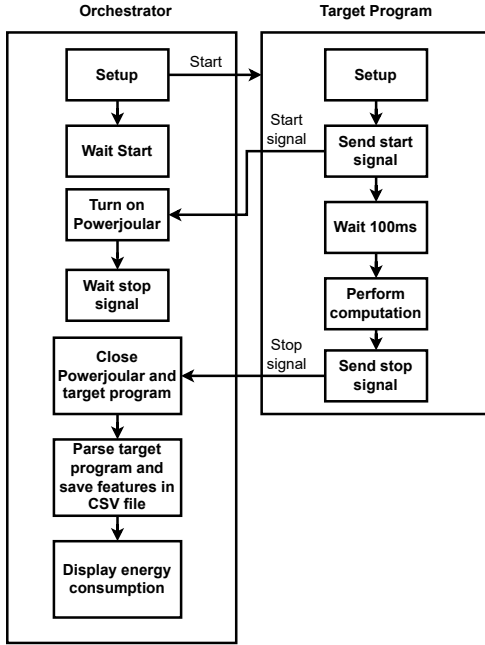 Orchestrator
Target Program
Setup
Start
Setup
Wait Start
Start
signal
Send start
signal
Turn on
Powerjoular
Wait 100ms
Wait stop
signal
Perform
computation
Close
Powerjoular and
target program
Stop
signal
Send stop
signal
Parse target
program and
save features in
CSV file
Display energy
consumption